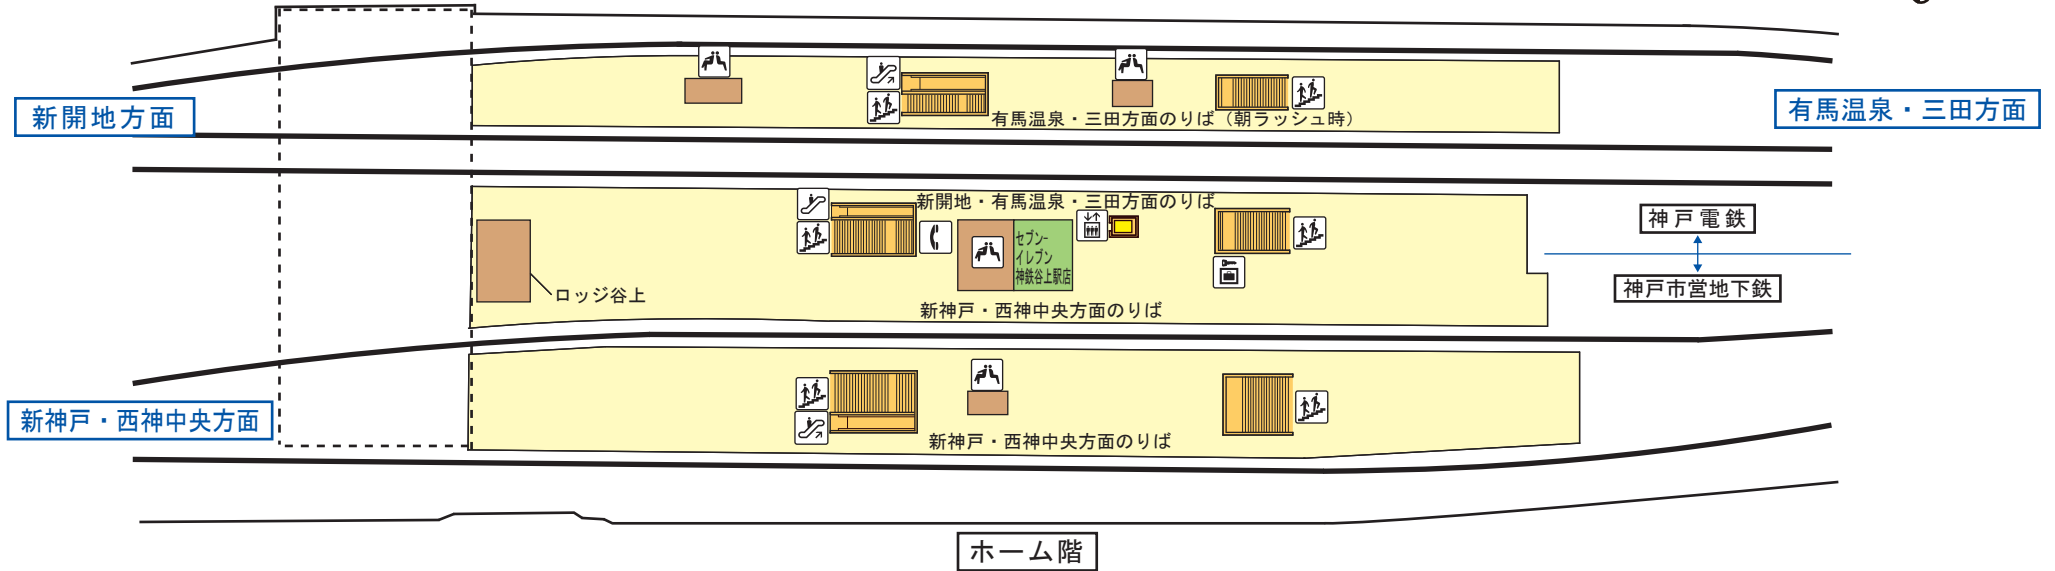 新開地方面
有馬温泉・三田方面
有馬温泉・三田方面のりば（朝ラッシュ時）
新開地・有馬温泉・三田方面のりば
セブン-
イレブン
神鉄谷上駅店
ロッジ谷上
新神戸・西神中央方面のりば
神戸電鉄
神戸市営地下鉄
新神戸・西神中央方面
新神戸・西神中央方面のりば
ホーム階